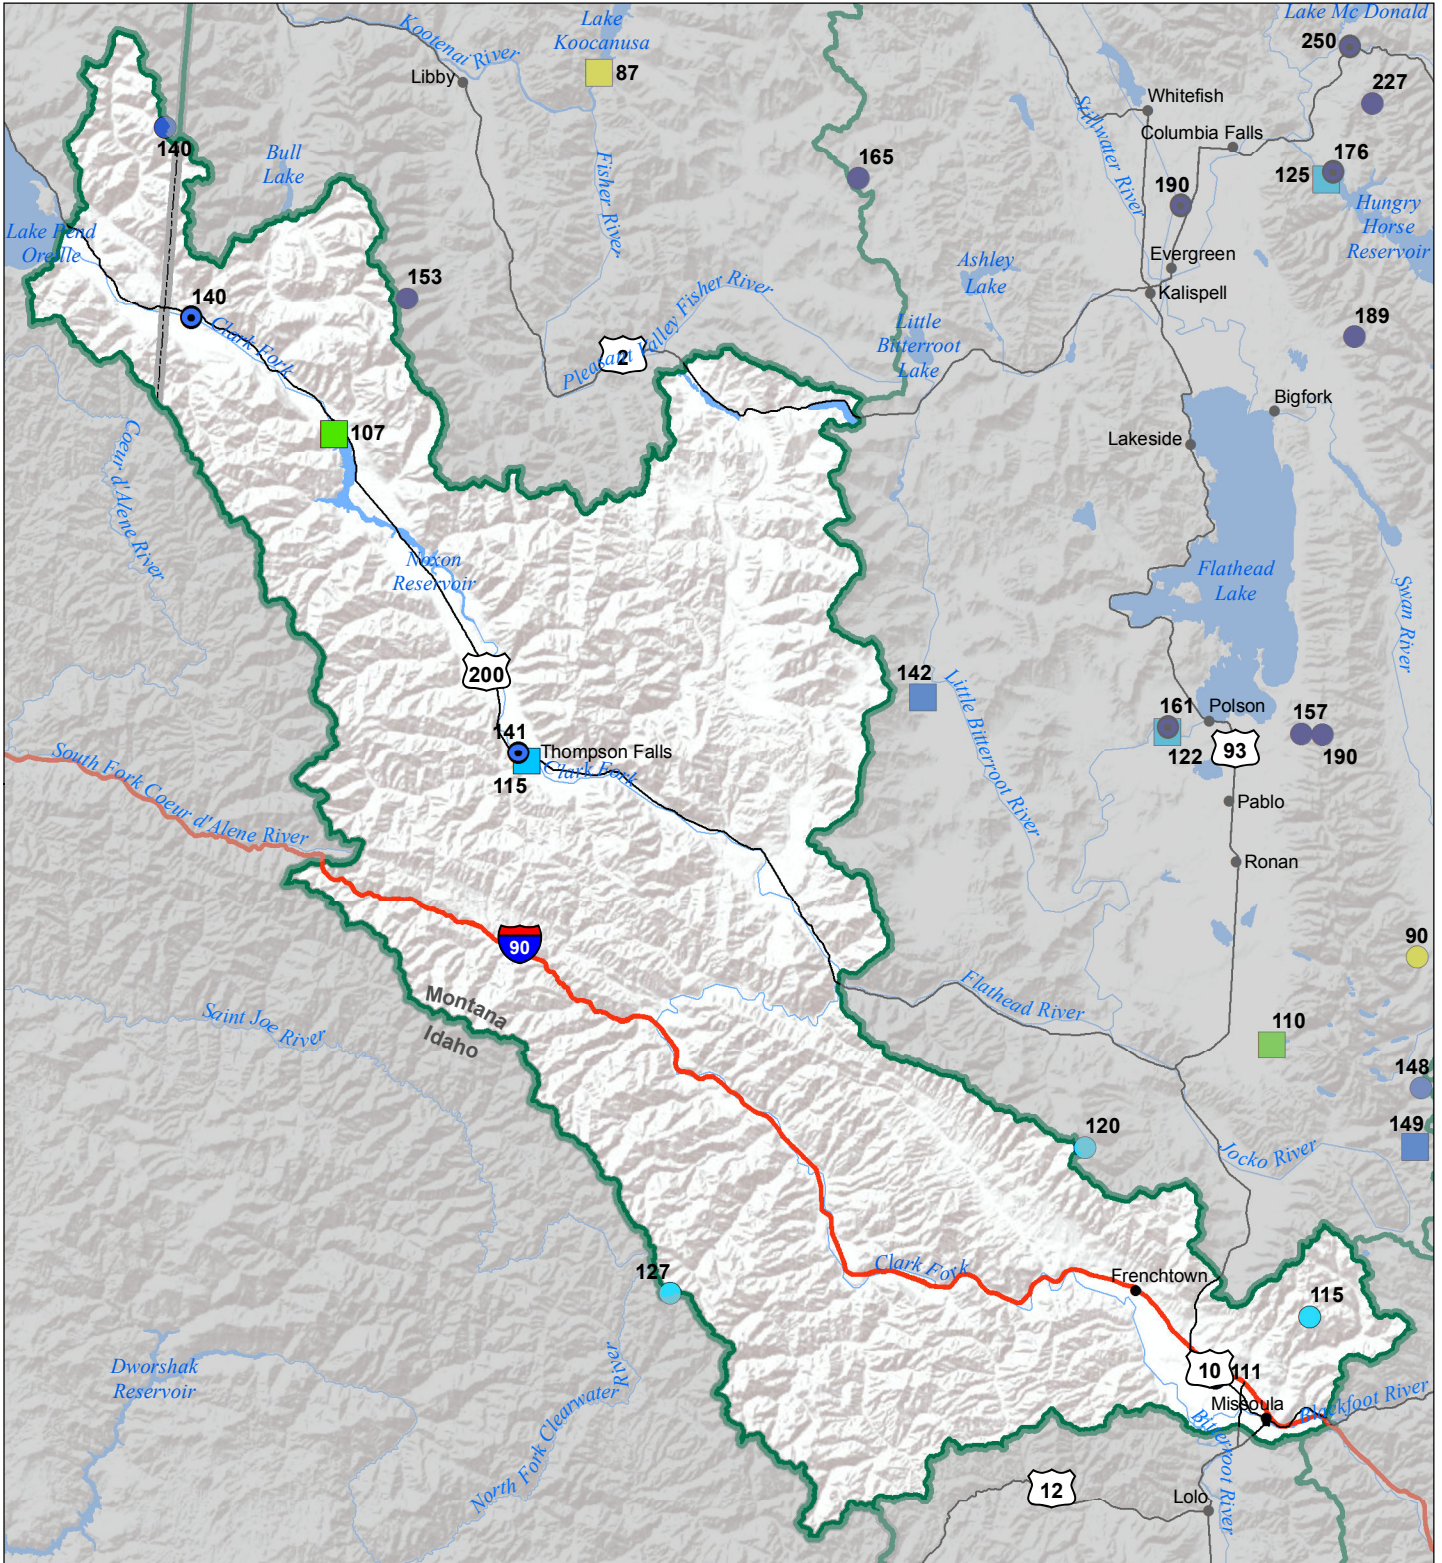 Lake Mc Donald
Lake
Koocanusa
Kootenai River
250
Libby
87
227
Whitefish
Stillwater River
Columbia Falls
140
Bull
Lake
Fisher River
165
176
125
190
Hungry
Horse
Reservoir
Lake Pend
Oreille
Evergreen
Ashley
Lake
153
Kalispell
140
Pleasant Valley Fisher River
Clark Fork
2
Little
Bitterroot
Lake
189
Bigfork
107
Lakeside
Coeur d'Alene River
Noxon
Reservoir
Flathead
Lake
Swan River
200
142
Little Bitterroot River
161
Polson
157
141
Thompson Falls
93
122
190
South Fork Coeur d'Alene River
115
Clark Fork
Pablo
Ronan
90
90
Montana
Idaho
Flathead River
Saint Joe River
110
148
120
149
Jocko River
Clark Fork
127
Frenchtown
115
Dworshak
Reservoir
10
111
North Fork Clearwater
River
Missoula
Blackfoot River
Bitterroot River
12
Lolo